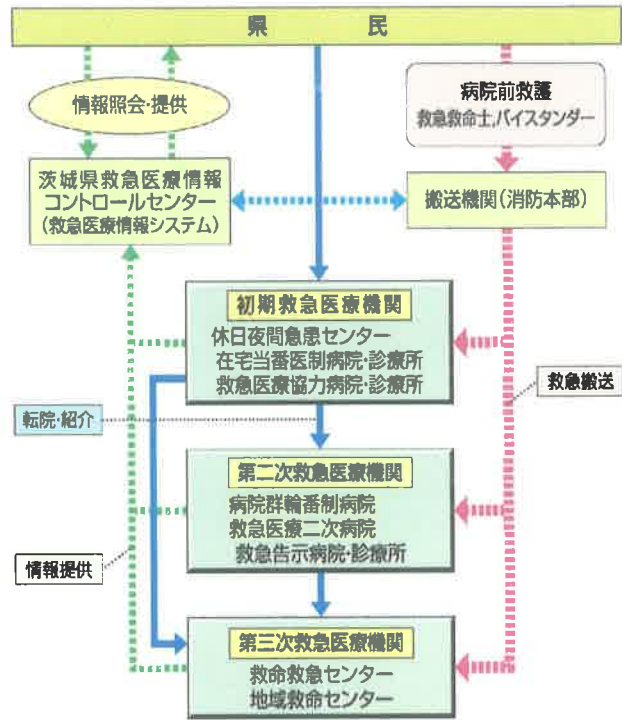 県 民
情報照会・提供
病院前救護
救急救命士,バイスタンダー
茨城県救急医療情報
コントロールセンター
(救急医療情報システム)
搬送機関(消防本部)
初期救急医療機関
休日夜間急患センター
在宅当番医制病院・診療所
救急医療協力病院・診療所
救急搬送
転院・紹介
第二次救急医療機関
病院群輪番制病院
救急医療二次病院
救急告示病院・診療所
情報提供
第三次救急医療機関
救命救急センター
地域救命センター